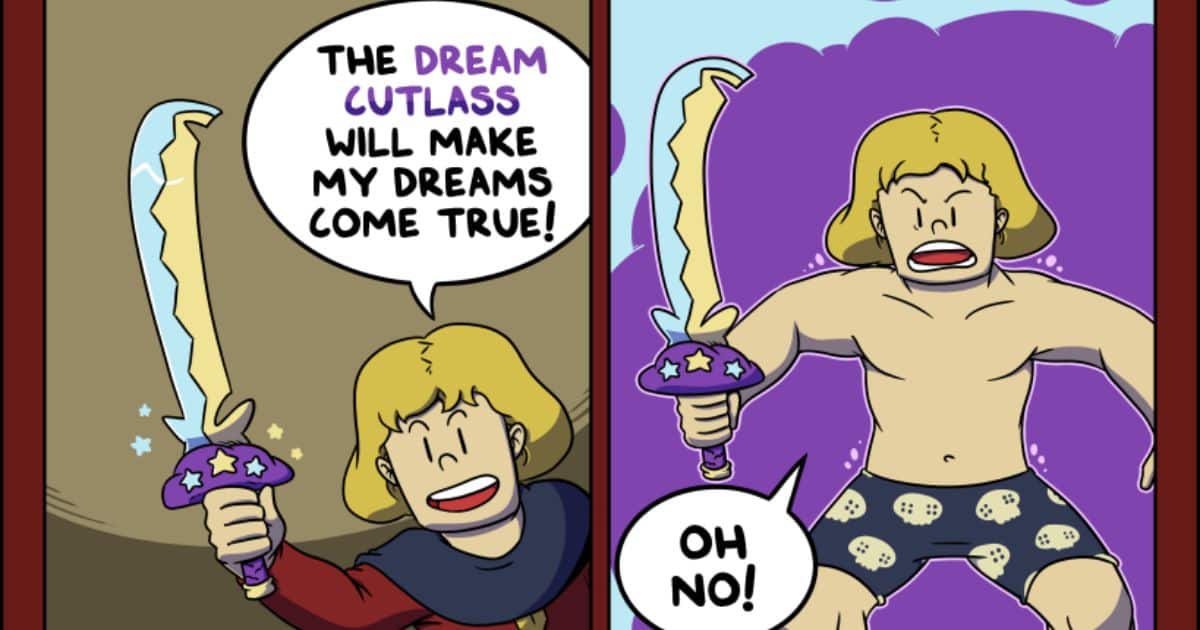 THE DREAM
CUTLASS
WILL MAKE
MY DREAMS
COME TRUE!
OH
NO!